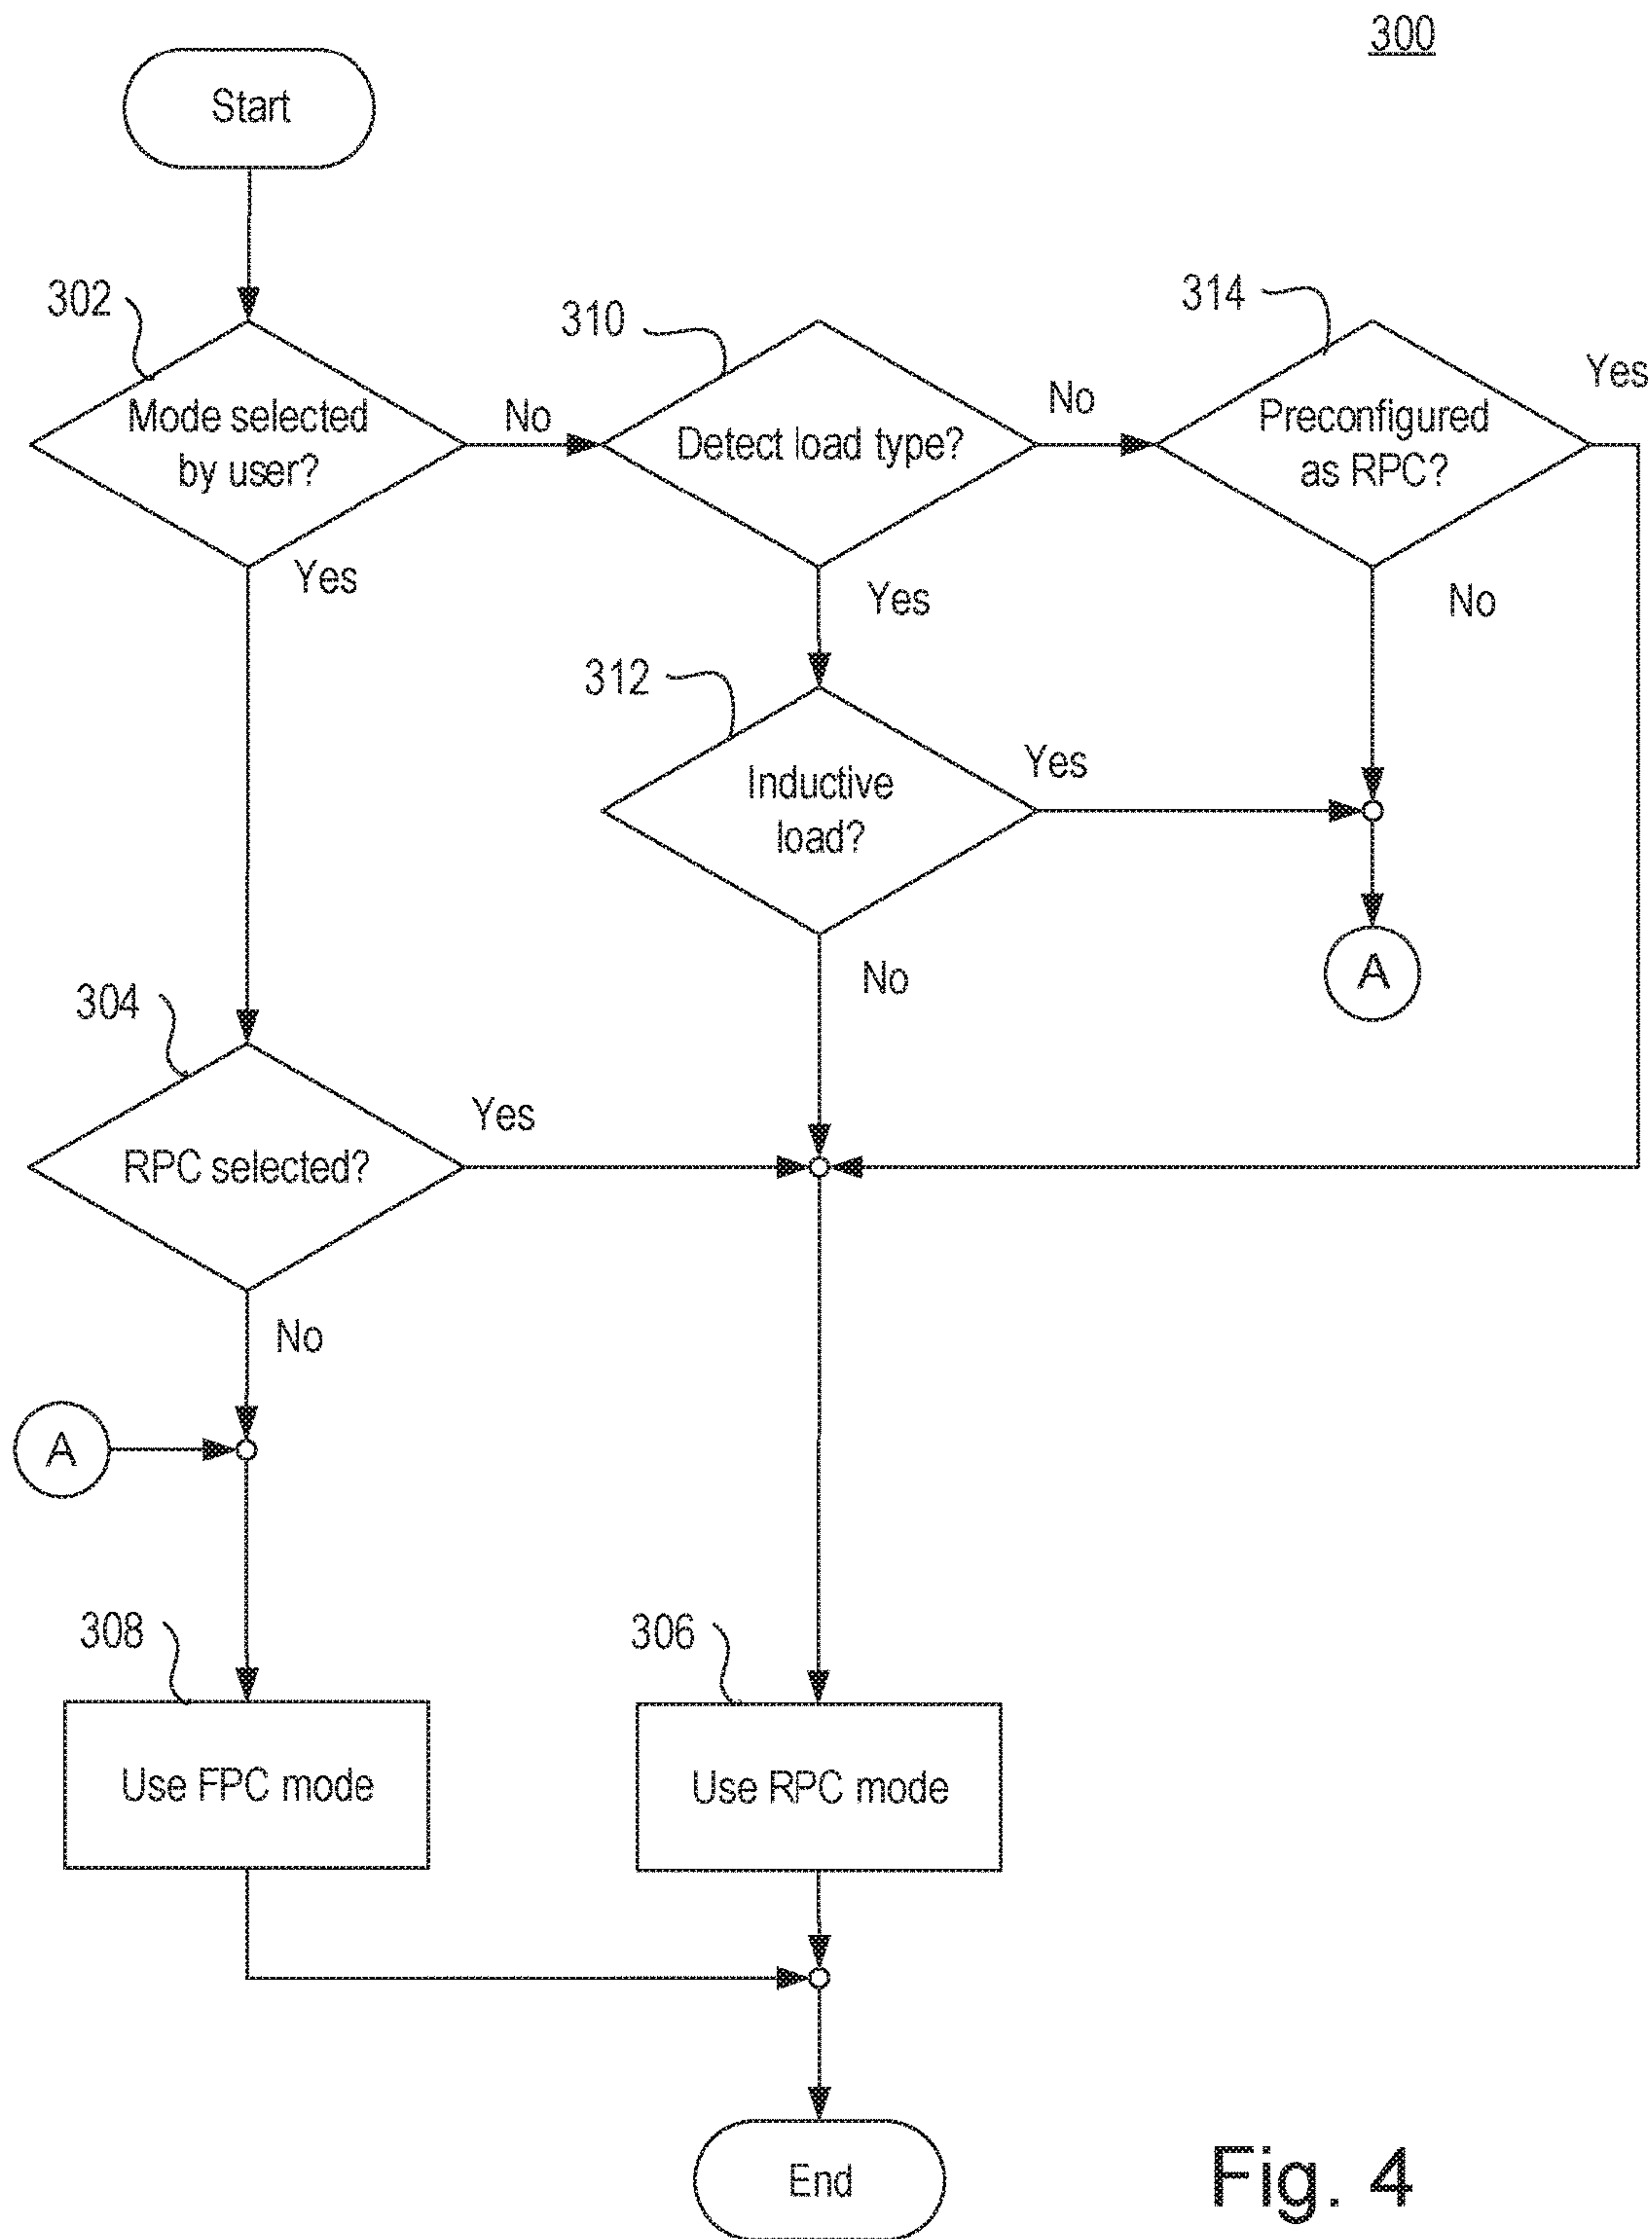 300
Start
302
310
314
Mode selected
by user?
No
Detect load type?
No
Preconfigured
as RPC?
Yes
Yes
Yes
No
312
Inductive
load?
Yes
A
No
304
RPC selected?
Yes
No
A
308
306
Use FPC mode
Use RPC mode
End
Fig. 4